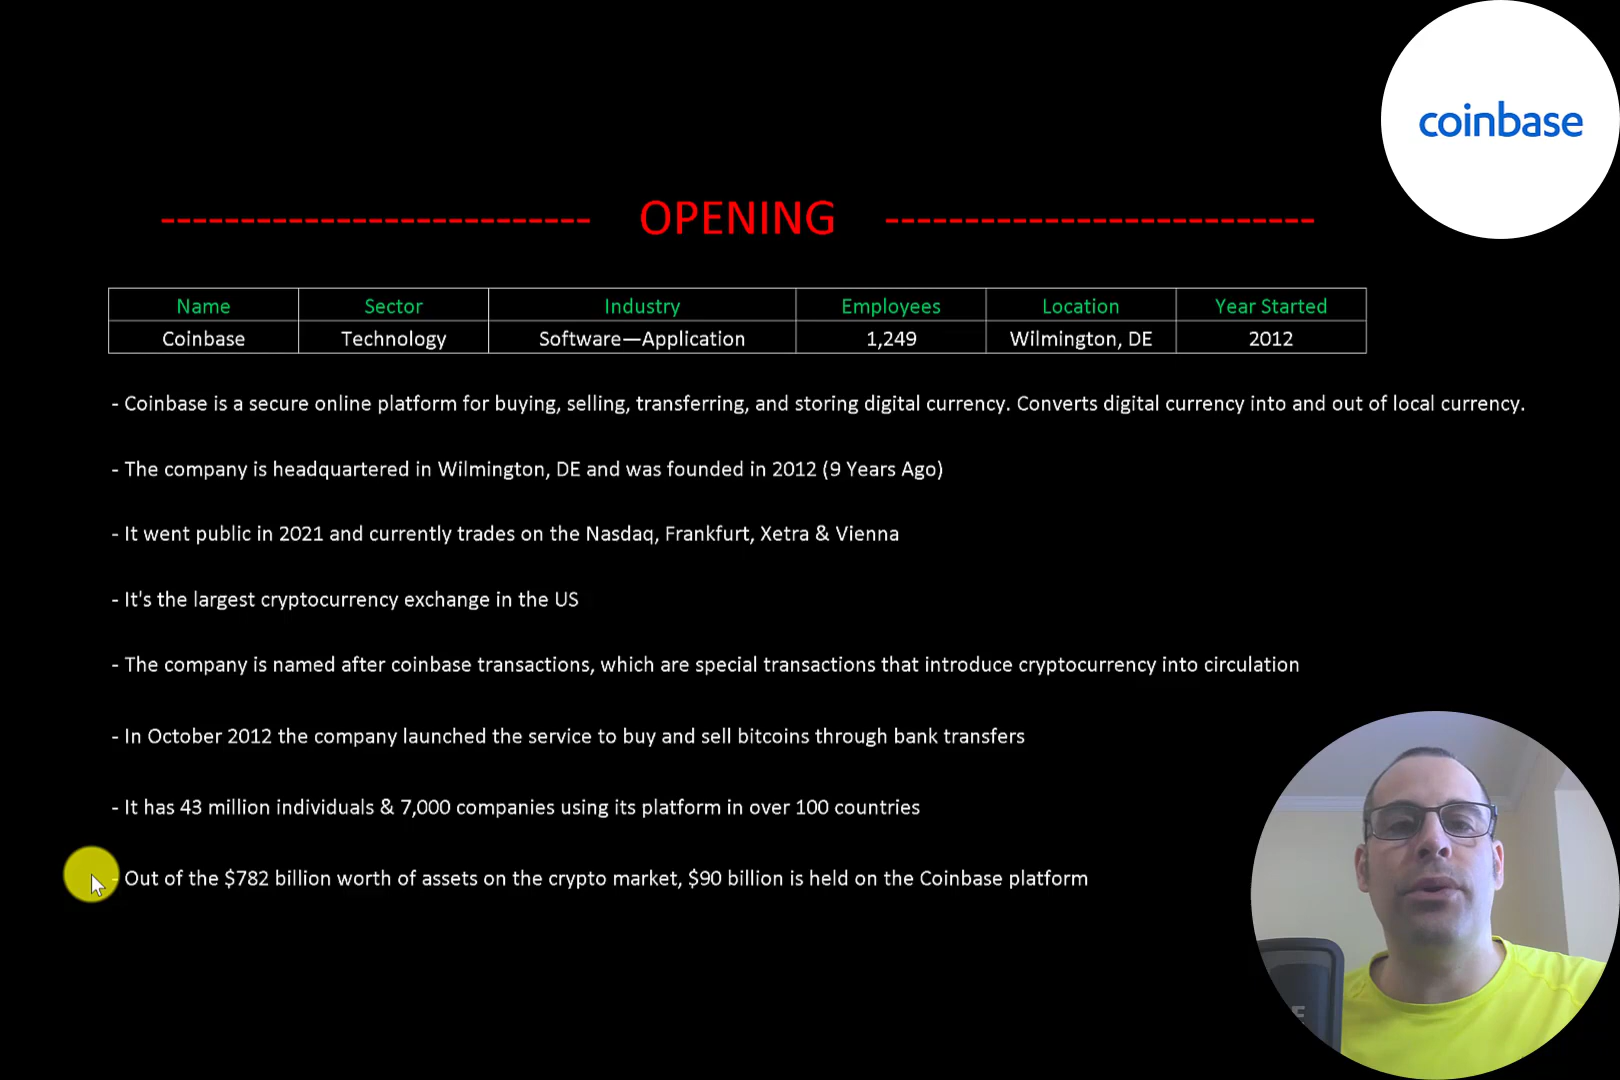 coinbase
-------------------------- OPENING --------------------------
Name Sector Industry Employees Location Year Started
Coinbase Technology Software—Application 1,249 Wilmington, DE 2012
- Coinbase is a secure online platform for buying, selling, transferring, and storing digital currency. Converts digital currency into and out of local currency.
- The company is headquartered in Wilmington, DE and was founded in 2012 (9 Years Ago)
- It went public in 2021 and currently trades on the Nasdaq, Frankfurt, Xetra & Vienna
- It's the largest cryptocurrency exchange in the US
- The company is named after coinbase transactions, which are special transactions that introduce cryptocurrency into circulation
- In October 2012 the company launched the service to buy and sell bitcoins through bank transfers
- It has 43 million individuals & 7,000 companies using its platform in over 100 countries
- Out of the $782 billion worth of assets on the crypto market, $90 billion is held on the Coinbase platform